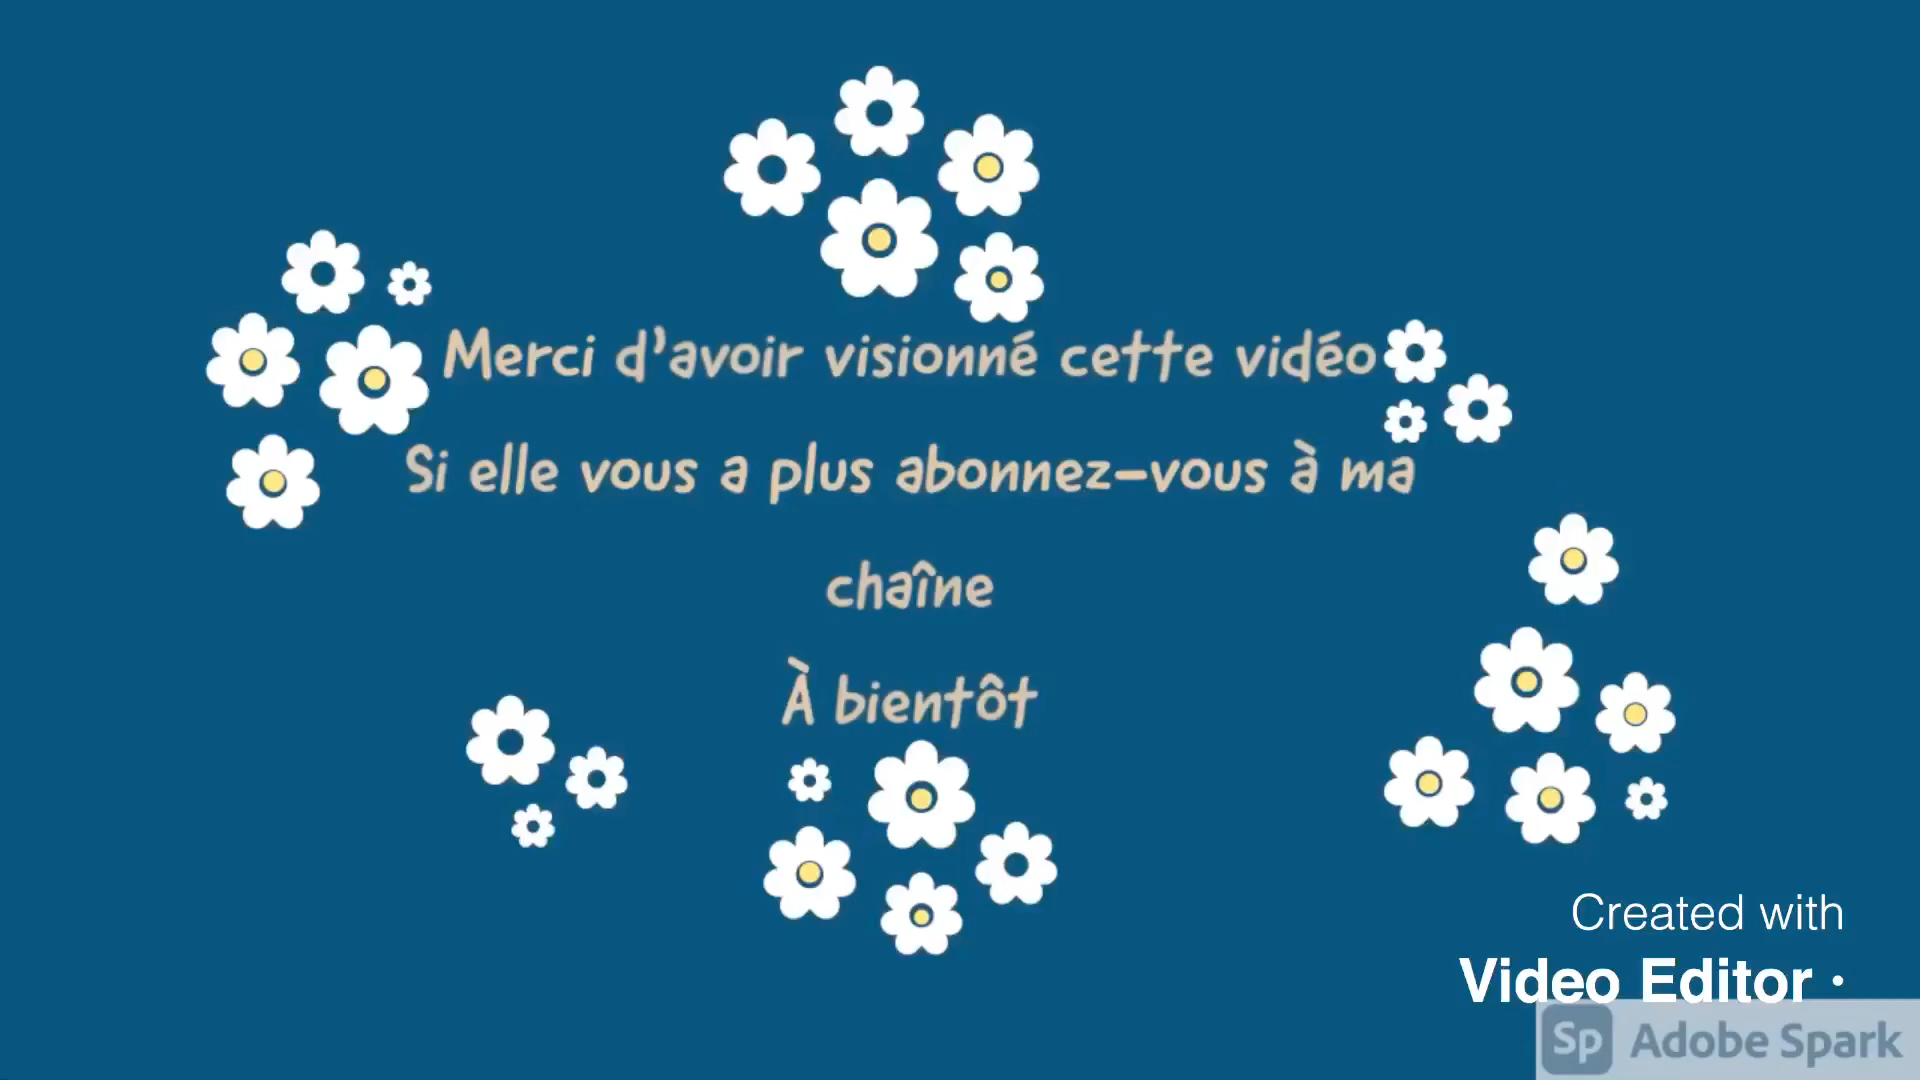 Merci d'avoir visionné cette vidéo
Si elle vous a plus abonnez-vous à ma
chaîne
À bientôt
Created with
Video Editor ·
Sp Adobe Spark